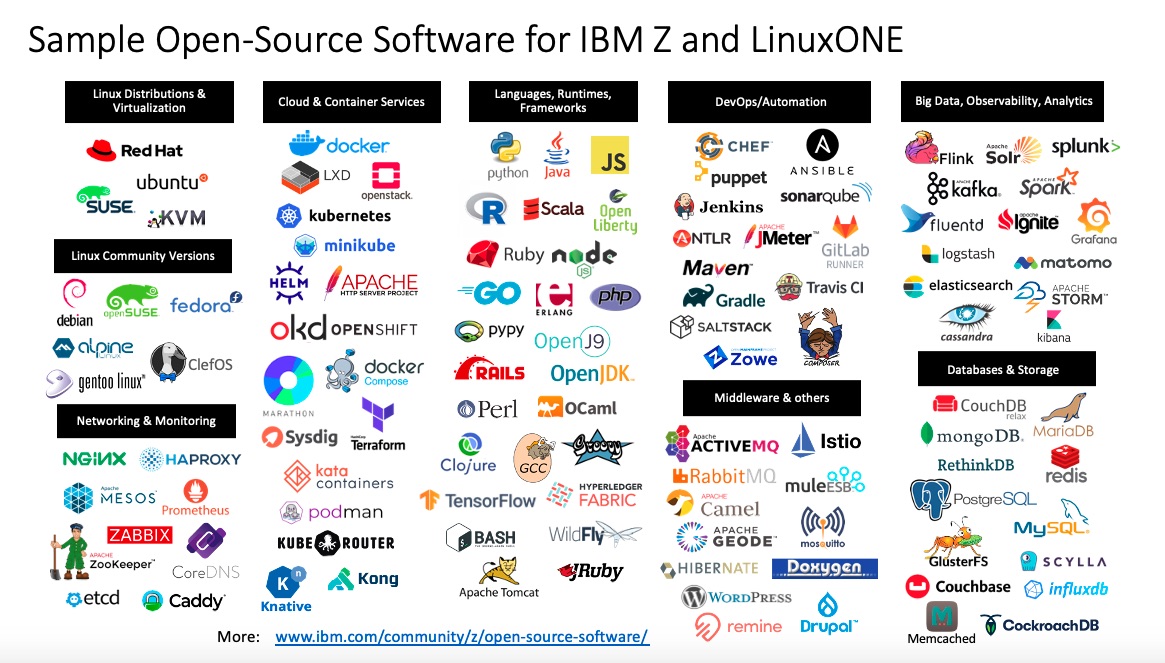 Sample Open-Source Software for IBM Z and LinuxONE
Linux Distributions &
Virtualization
Red Hat
ubuntu
SUSE
KVM
Linux Community Versions
debian
openSUSE
fedora
alpine
Linux
ClefOS
gentoo linux
Networking & Monitoring
NGINX
HAPROXY
Apache
MESOS
Prometheus
ZABBIX
APACHE
ZooKeeper™
CoreDNS
etcd
Caddy
Cloud & Container Services
docker
LXD
openstack.
kubernetes
minikube
HELM
APACHE
HTTP SERVER PROJECT
okd OPENSHIFT
MARATHON
docker
Compose
Sysdig
Terraform
kata
containers
podman
KUBE ROUTER
Knative
Kong
Languages, Runtimes,
Frameworks
python
Java
JS
R
Scala
Open
Liberty
Ruby
node
JS
GO
ERLANG
php
pypy
OpenJ9
RAILS
OpenJDK
Perl
OCaml
Clojure
GCC
Groovy
TensorFlow
HYPERLEDGER
FABRIC
BASH
WildFly
Apache Tomcat
JRuby
DevOps/Automation
CHEF
ANSIBLE
puppet
sonarqube
Jenkins
ANTLR
APACHE
JMeter™
GitLab
RUNNER
Maven™
Gradle
Travis CI
SALTSTACK
Zowe
COMPOSER
Middleware & others
Apache
ACTIVEMQ
Istio
RabbitMQ
muleESB
APACHE
Camel
APACHE
GEODE™
mosquitto
HIBERNATE
Doxygen
WORDPRESS
remine
Drupal™
Big Data, Observability, Analytics
Flink
Apache
Solr
splunk>
APACHE
kafka
APACHE
Spark
fluentd
APACHE
Ignite
Grafana
logstash
matomo
elasticsearch
APACHE
STORM™
cassandra
kibana
Databases & Storage
CouchDB
relax
MariaDB
mongoDB
RethinkDB
redis
PostgreSQL
MySQL
GlusterFS
SCYLLA
Couchbase
influxdb
M
Memcached
CockroachDB
More: www.ibm.com/community/z/open-source-software/